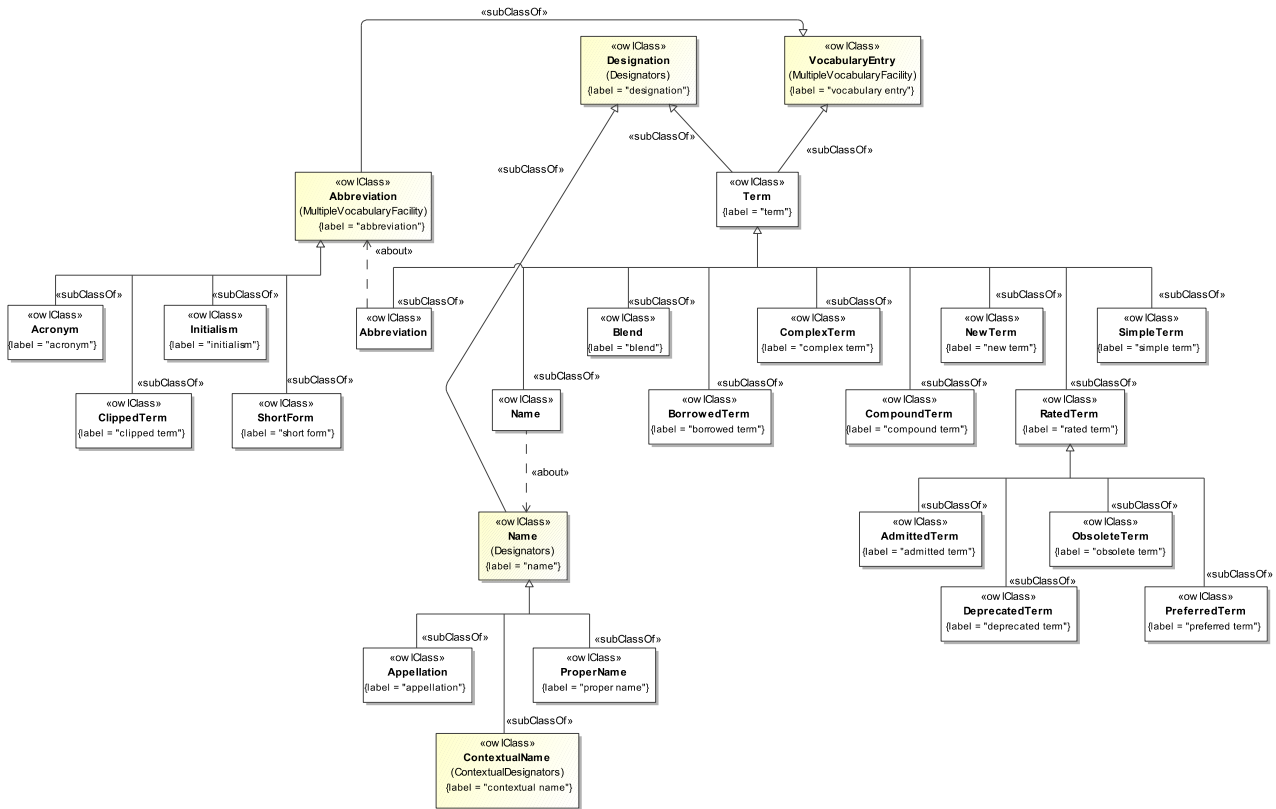 «subClassOf»
«owlClass»
Designation
(Designators)
{label = "designation"}
«owlClass»
VocabularyEntry
(MultipleVocabularyFacility)
{label = "vocabulary entry"}
«subClassOf»
«subClassOf»
«subClassOf»
«owlClass»
Abbreviation
(MultipleVocabularyFacility)
{label = "abbreviation"}
«owlClass»
Term
{label = "term"}
«about»
«subClassOf»
«owlClass»
Acronym
{label = "acronym"}
«subClassOf»
«owlClass»
Initialism
{label = "initialism"}
«subClassOf»
«owlClass»
ClippedTerm
{label = "clipped term"}
«subClassOf»
«owlClass»
ShortForm
{label = "short form"}
«subClassOf»
«owlClass»
Abbreviation
«subClassOf»
«owlClass»
Blend
{label = "blend"}
«subClassOf»
«owlClass»
ComplexTerm
{label = "complex term"}
«subClassOf»
«owlClass»
NewTerm
{label = "new term"}
«subClassOf»
«owlClass»
SimpleTerm
{label = "simple term"}
«subClassOf»
«owlClass»
Name
«subClassOf»
«owlClass»
BorrowedTerm
{label = "borrowed term"}
«subClassOf»
«owlClass»
CompoundTerm
{label = "compound term"}
«subClassOf»
«owlClass»
RatedTerm
{label = "rated term"}
«about»
«owlClass»
Name
(Designators)
{label = "name"}
«subClassOf»
«owlClass»
AdmittedTerm
{label = "admitted term"}
«subClassOf»
«owlClass»
ObsoleteTerm
{label = "obsolete term"}
«subClassOf»
«owlClass»
DeprecatedTerm
{label = "deprecated term"}
«subClassOf»
«owlClass»
PreferredTerm
{label = "preferred term"}
«subClassOf»
«owlClass»
Appellation
{label = "appellation"}
«subClassOf»
«owlClass»
ProperName
{label = "proper name"}
«subClassOf»
«owlClass»
ContextualName
(ContextualDesignators)
{label = "contextual name"}